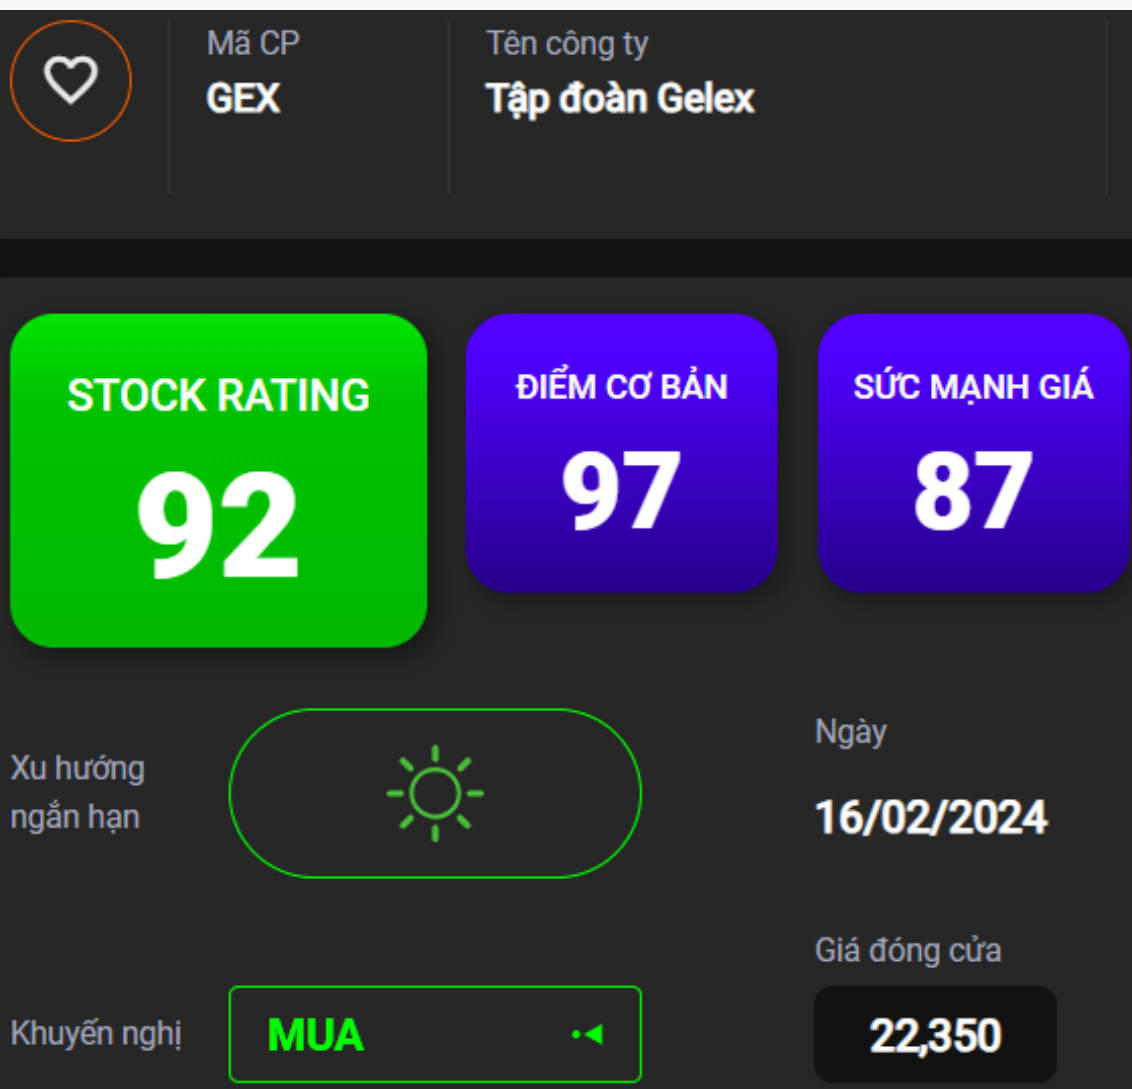 Mã CP
GEX
Tên công ty
Tập đoàn Gelex
STOCK RATING
92
ĐIỂM CƠ BẢN
97
SỨC MẠNH GIÁ
87
Xu hướng
ngắn hạn
Ngày
16/02/2024
Khuyến nghị
MUA
Giá đóng cửa
22,350